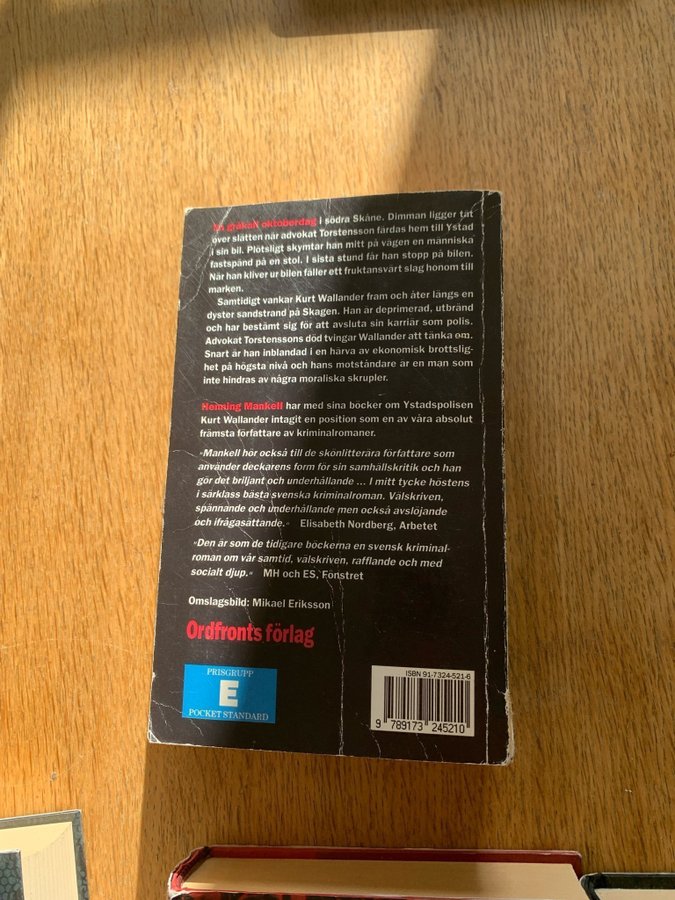 En gråkall oktoberdag i södra Skåne. Dimman ligger tät
över slätten när advokat Torstensson färdas hem till Ystad
i sin bil. Plötsligt skymtar han mitt på vägen en människa
fastspänd på en stol. I sista stund får han stopp på bilen.
När han kliver ur bilen fäller ett fruktansvärt slag honom till
marken.
Samtidigt vankar Kurt Wallander fram och åter längs en
dyster sandstrand på Skagen. Han är deprimerad, utbränd
och har bestämt sig för att avsluta sin karriär som polis.
Advokat Torstenssons död tvingar Wallander att tänka om.
Snart är han inblandad i en härva av ekonomisk brottslig-
het på högsta nivå och hans motståndare är en man som
inte hindras av några moraliska skrupler.
Henning Mankell har med sina böcker om Ystadspolisen
Kurt Wallander intagit en position som en av våra absolut
främsta författare av kriminalromaner.
»Mankell hör också till de skönlitterära författare som
använder deckarens form för sin samhällskritik och han
gör det briljant och underhållande ... I mitt tycke höstens
i särklass bästa svenska kriminalroman. Välskriven,
spännande och underhållande men också avslöjande
och ifrågasättande.« Elisabeth Nordberg, Arbetet
»Den är som de tidigare böckerna en svensk kriminal-
roman om vår samtid, välskriven, rafflande och med
socialt djup.« MH och ES, Fönstret
Omslagsbild: Mikael Eriksson
Ordfronts förlag
PRISGRUPP
E
POCKET STANDARD
ISBN 91-7324-521-6
9 789173 245210